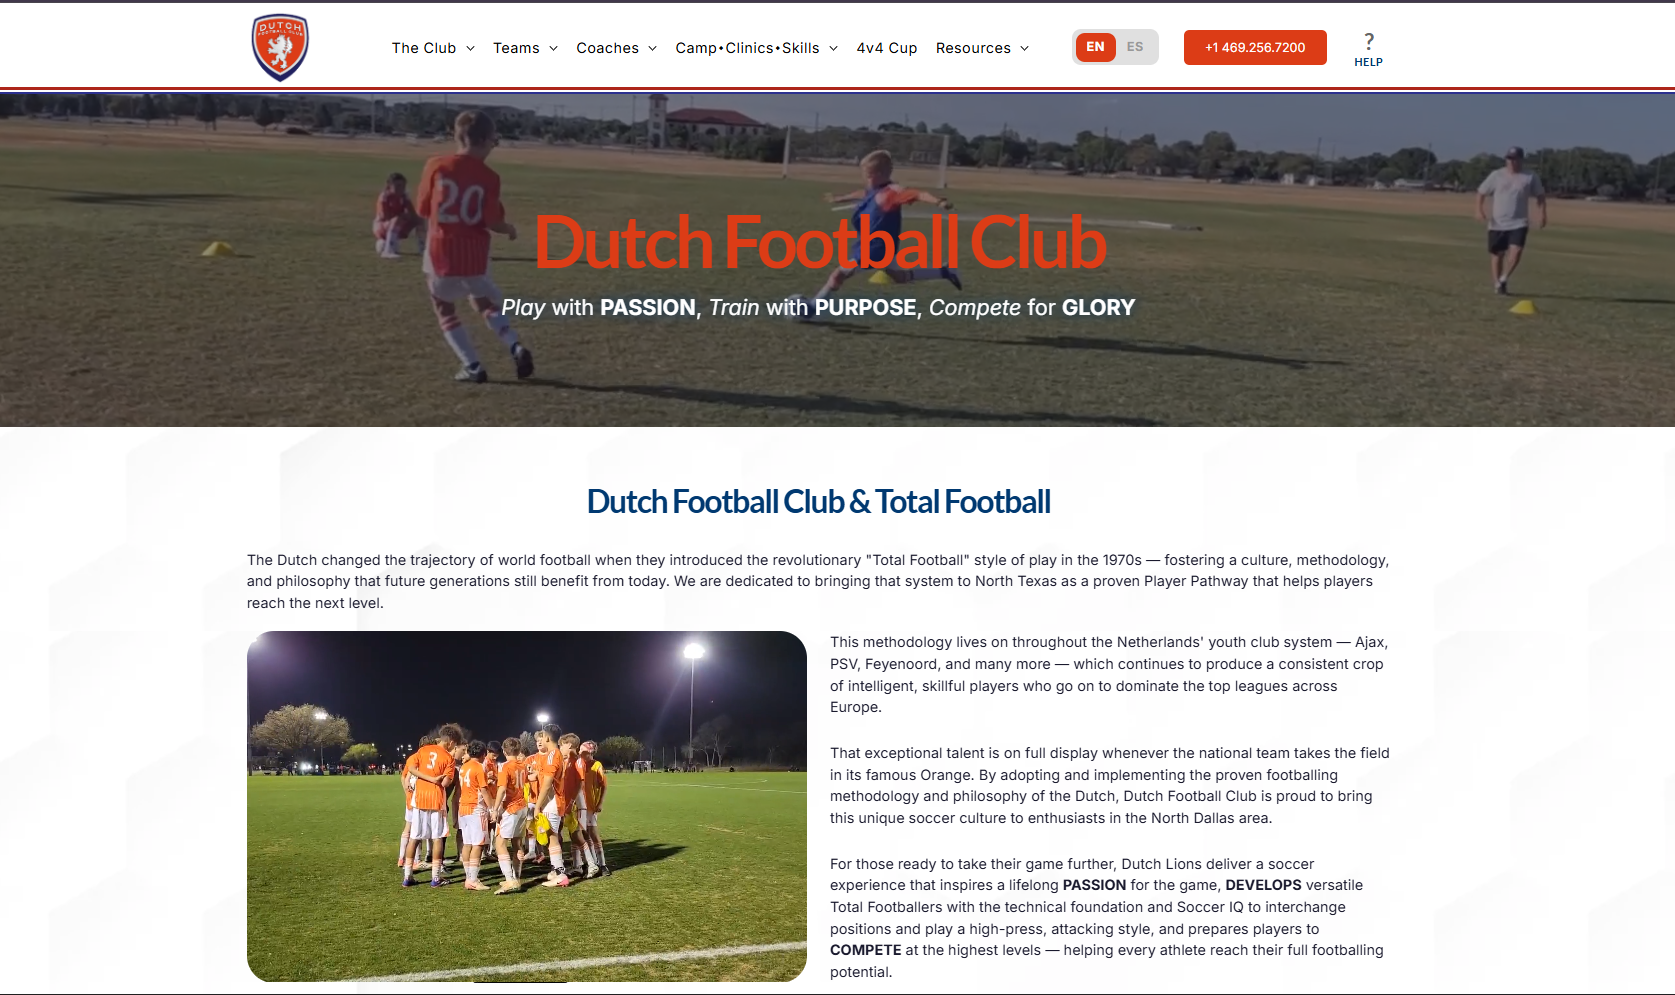 DUTCH
FOOTBALL CLUB
The Club Teams Coaches Camp•Clinics•Skills 4v4 Cup Resources EN ES +1 469.256.7200 ?
HELP
20
Dutch Football Club
Play with PASSION, Train with PURPOSE, Compete for GLORY
Dutch Football Club & Total Football
The Dutch changed the trajectory of world football when they introduced the revolutionary "Total Football" style of play in the 1970s — fostering a culture, methodology,
and philosophy that future generations still benefit from today. We are dedicated to bringing that system to North Texas as a proven Player Pathway that helps players
reach the next level.
3
This methodology lives on throughout the Netherlands' youth club system — Ajax,
PSV, Feyenoord, and many more — which continues to produce a consistent crop
of intelligent, skillful players who go on to dominate the top leagues across
Europe.
That exceptional talent is on full display whenever the national team takes the field
in its famous Orange. By adopting and implementing the proven footballing
methodology and philosophy of the Dutch, Dutch Football Club is proud to bring
this unique soccer culture to enthusiasts in the North Dallas area.
For those ready to take their game further, Dutch Lions deliver a soccer
experience that inspires a lifelong PASSION for the game, DEVELOPS versatile
Total Footballers with the technical foundation and Soccer IQ to interchange
positions and play a high-press, attacking style, and prepares players to
COMPETE at the highest levels — helping every athlete reach their full footballing
potential.